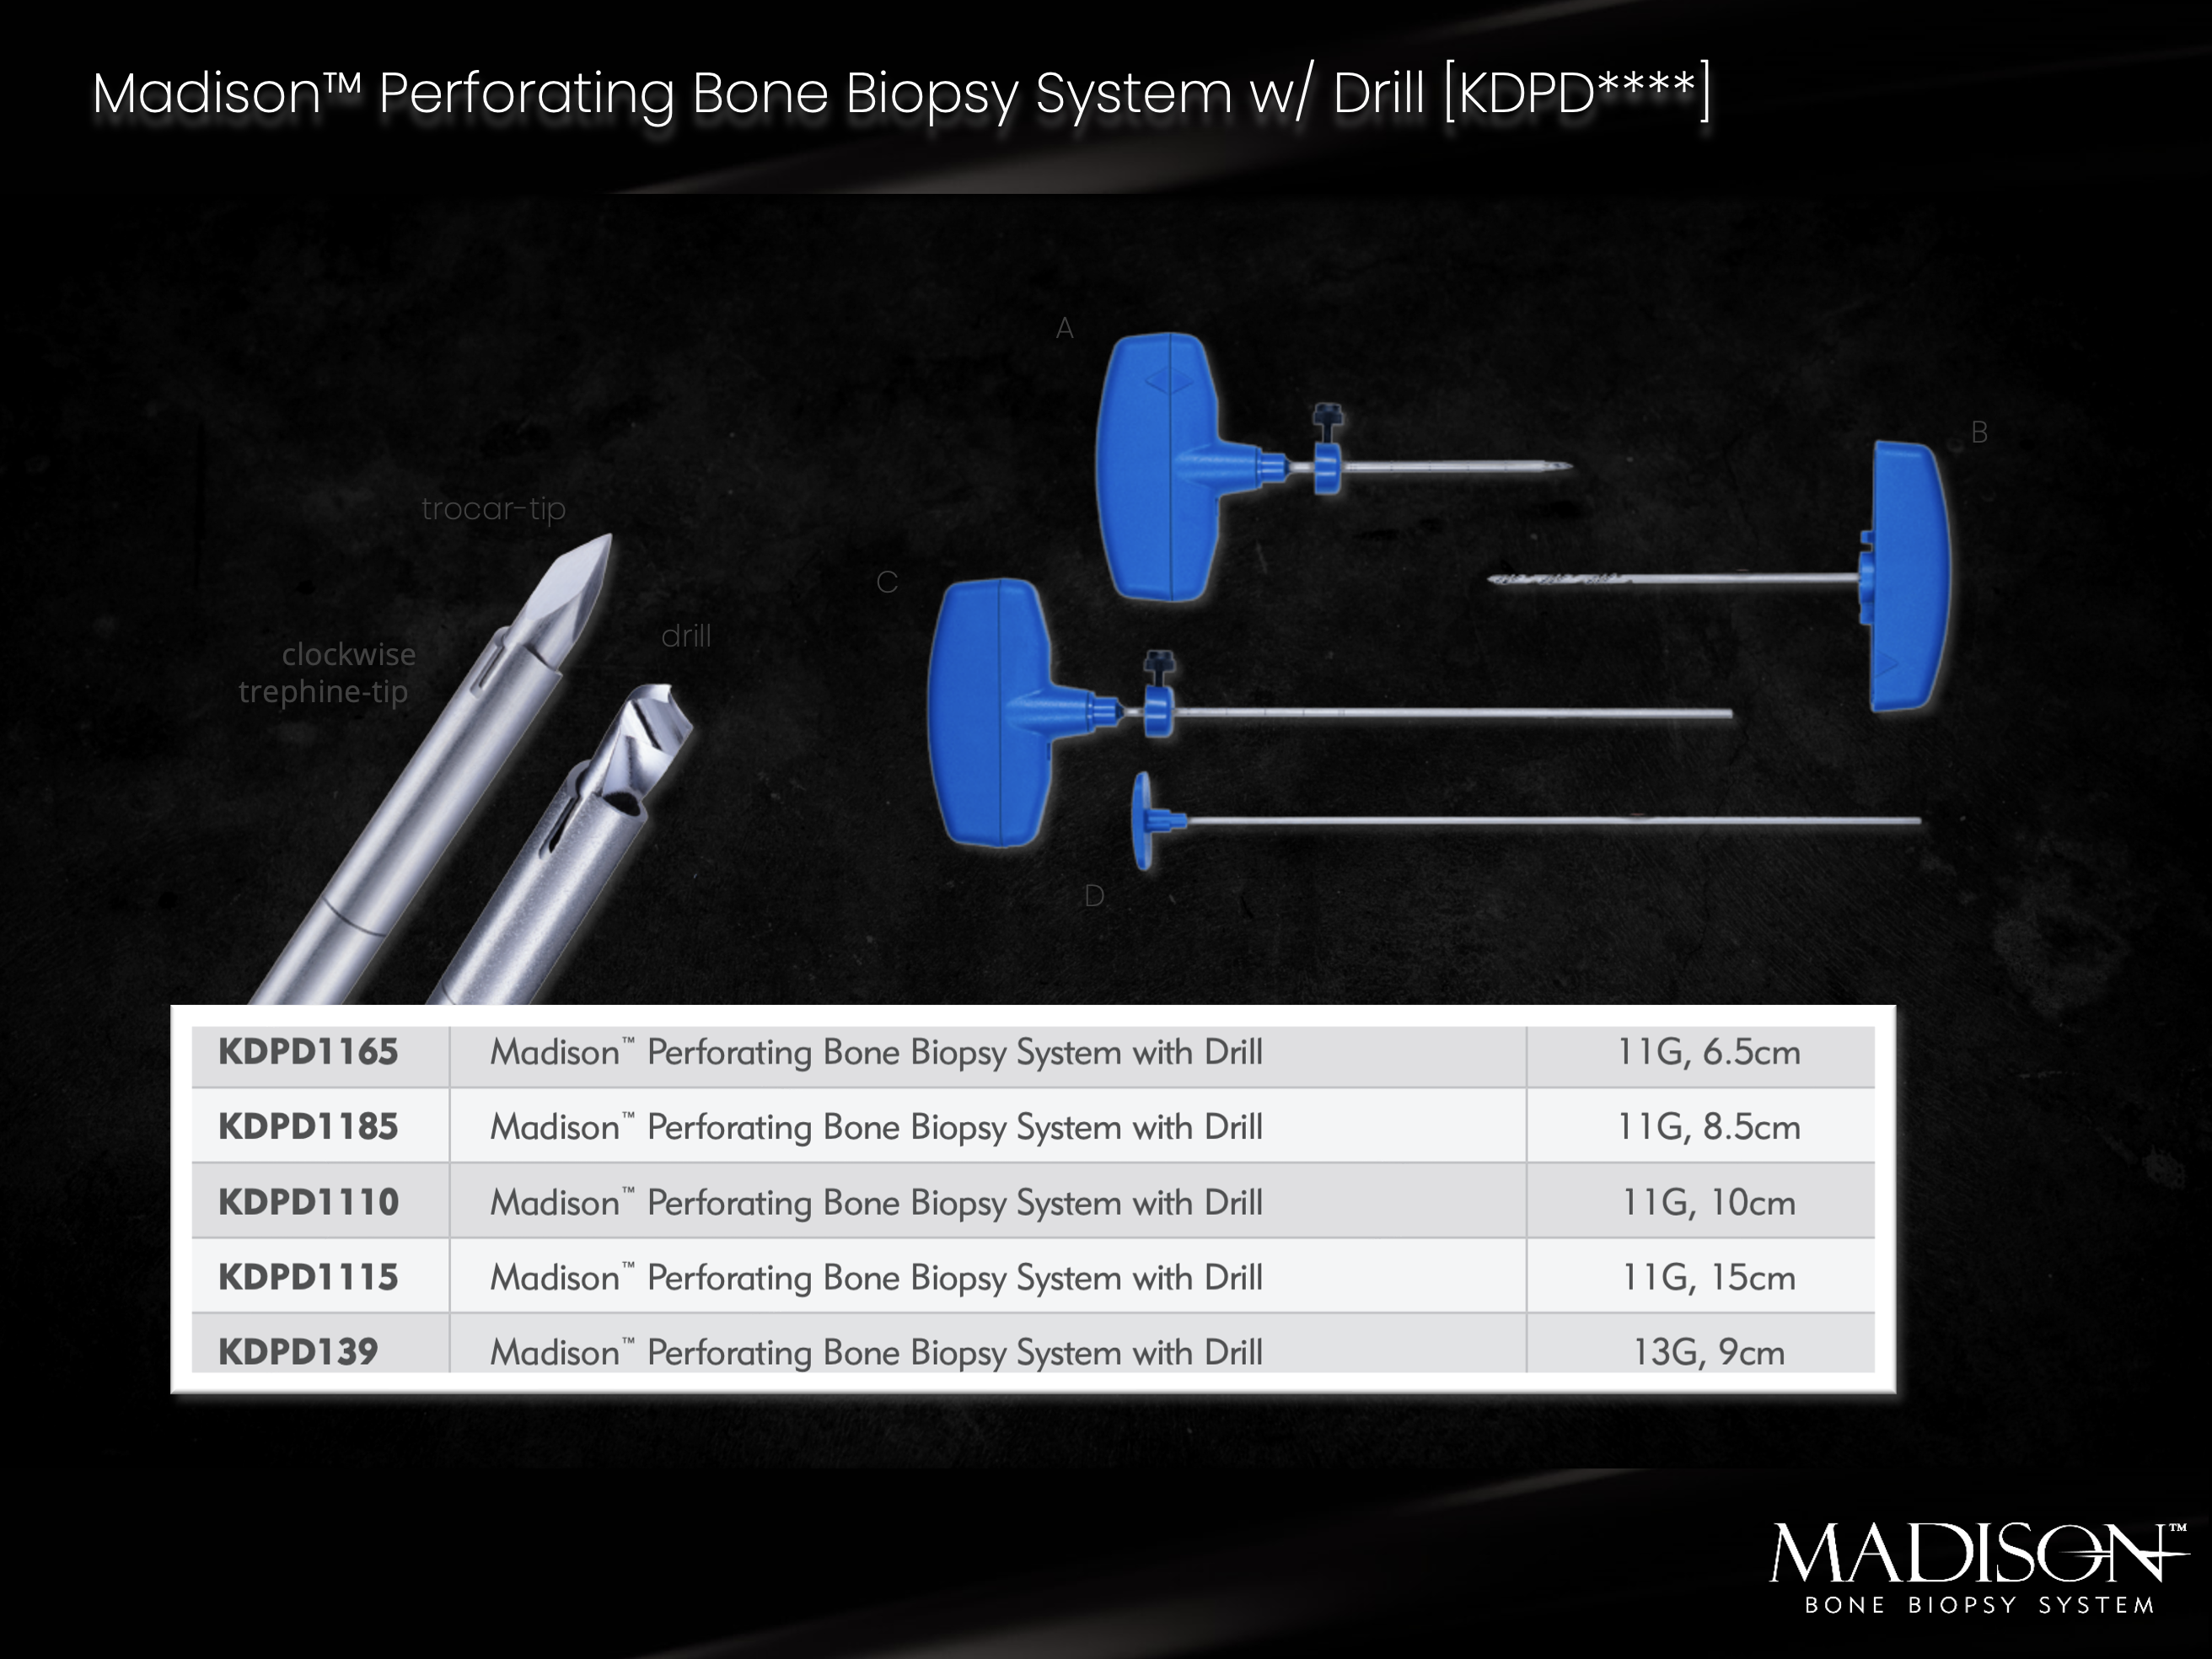 Madison™ Perforating Bone Biopsy System w/ Drill [KDPD****]
A
B
trocar-tip
C
drill
clockwise
trephine-tip
D
KDPD1165 Madison™ Perforating Bone Biopsy System with Drill 11G, 6.5cm
KDPD1185 Madison™ Perforating Bone Biopsy System with Drill 11G, 8.5cm
KDPD1110 Madison™ Perforating Bone Biopsy System with Drill 11G, 10cm
KDPD1115 Madison™ Perforating Bone Biopsy System with Drill 11G, 15cm
KDPD139 Madison™ Perforating Bone Biopsy System with Drill 13G, 9cm
MADISON™
BONE BIOPSY SYSTEM